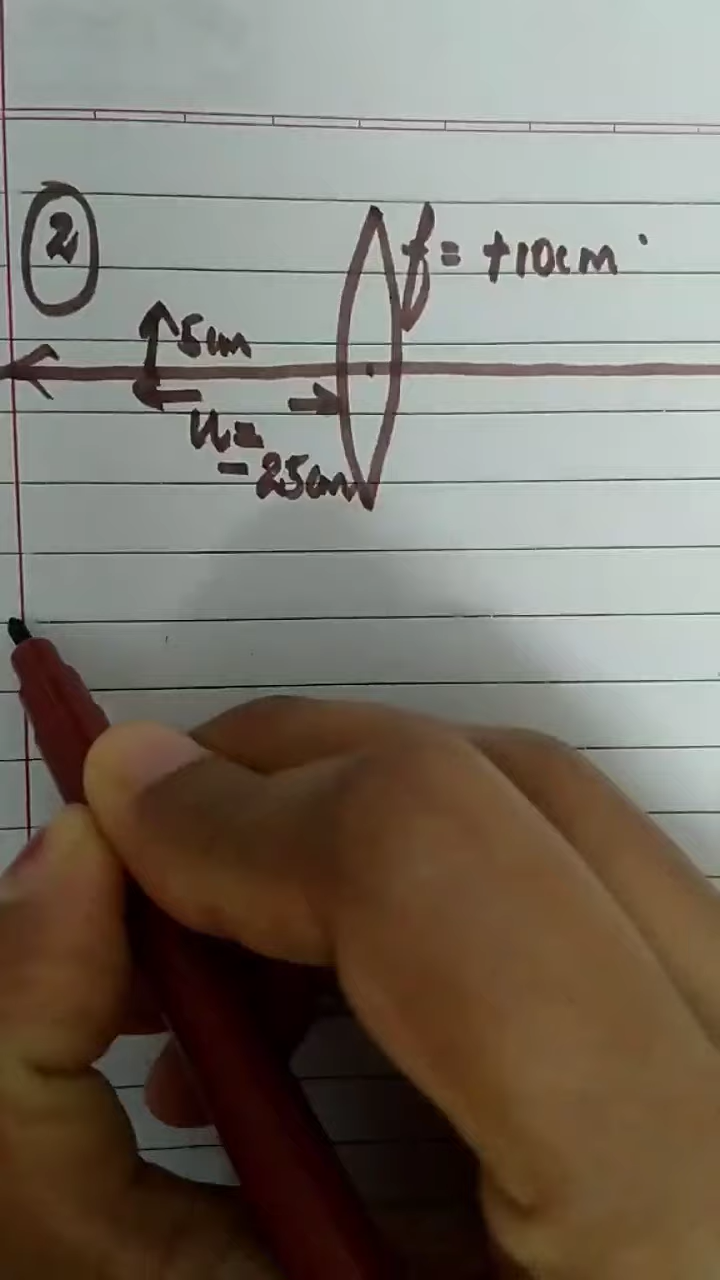 2
f = +10cm
5cm
u =
- 25cm